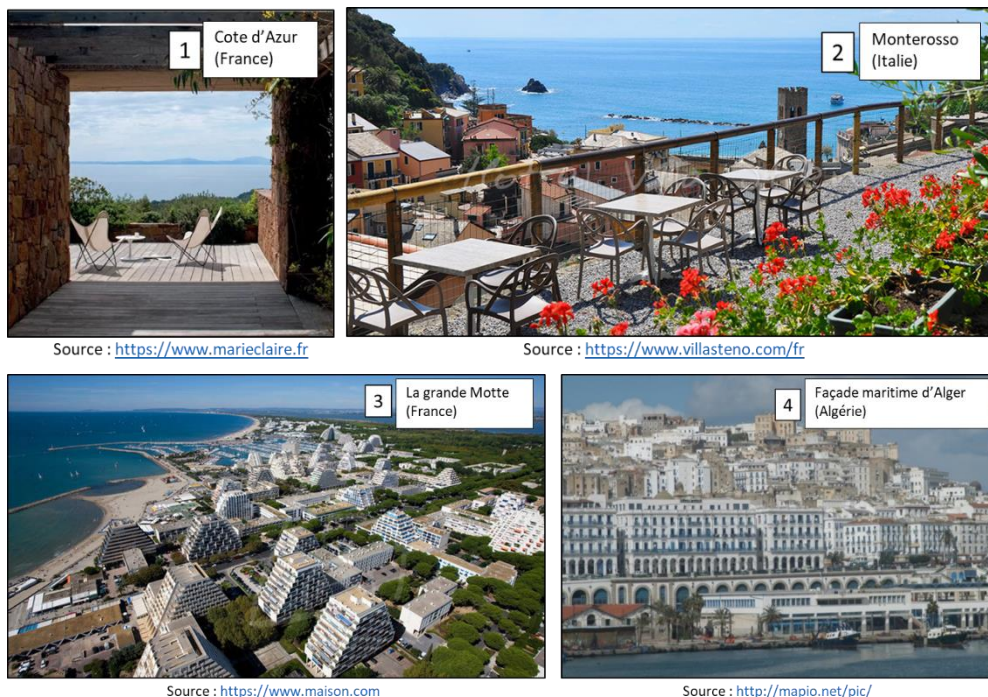 1
Cote d'Azur
(France)
2
Monterosso
(Italie)
Source : https://www.marieclaire.fr
Source : https://www.villasteno.com/fr
3
La grande Motte
(France)
4
Façade maritime d'Alger
(Algérie)
Source : https://www.maison.com
Source : http://mapio.net/pic/